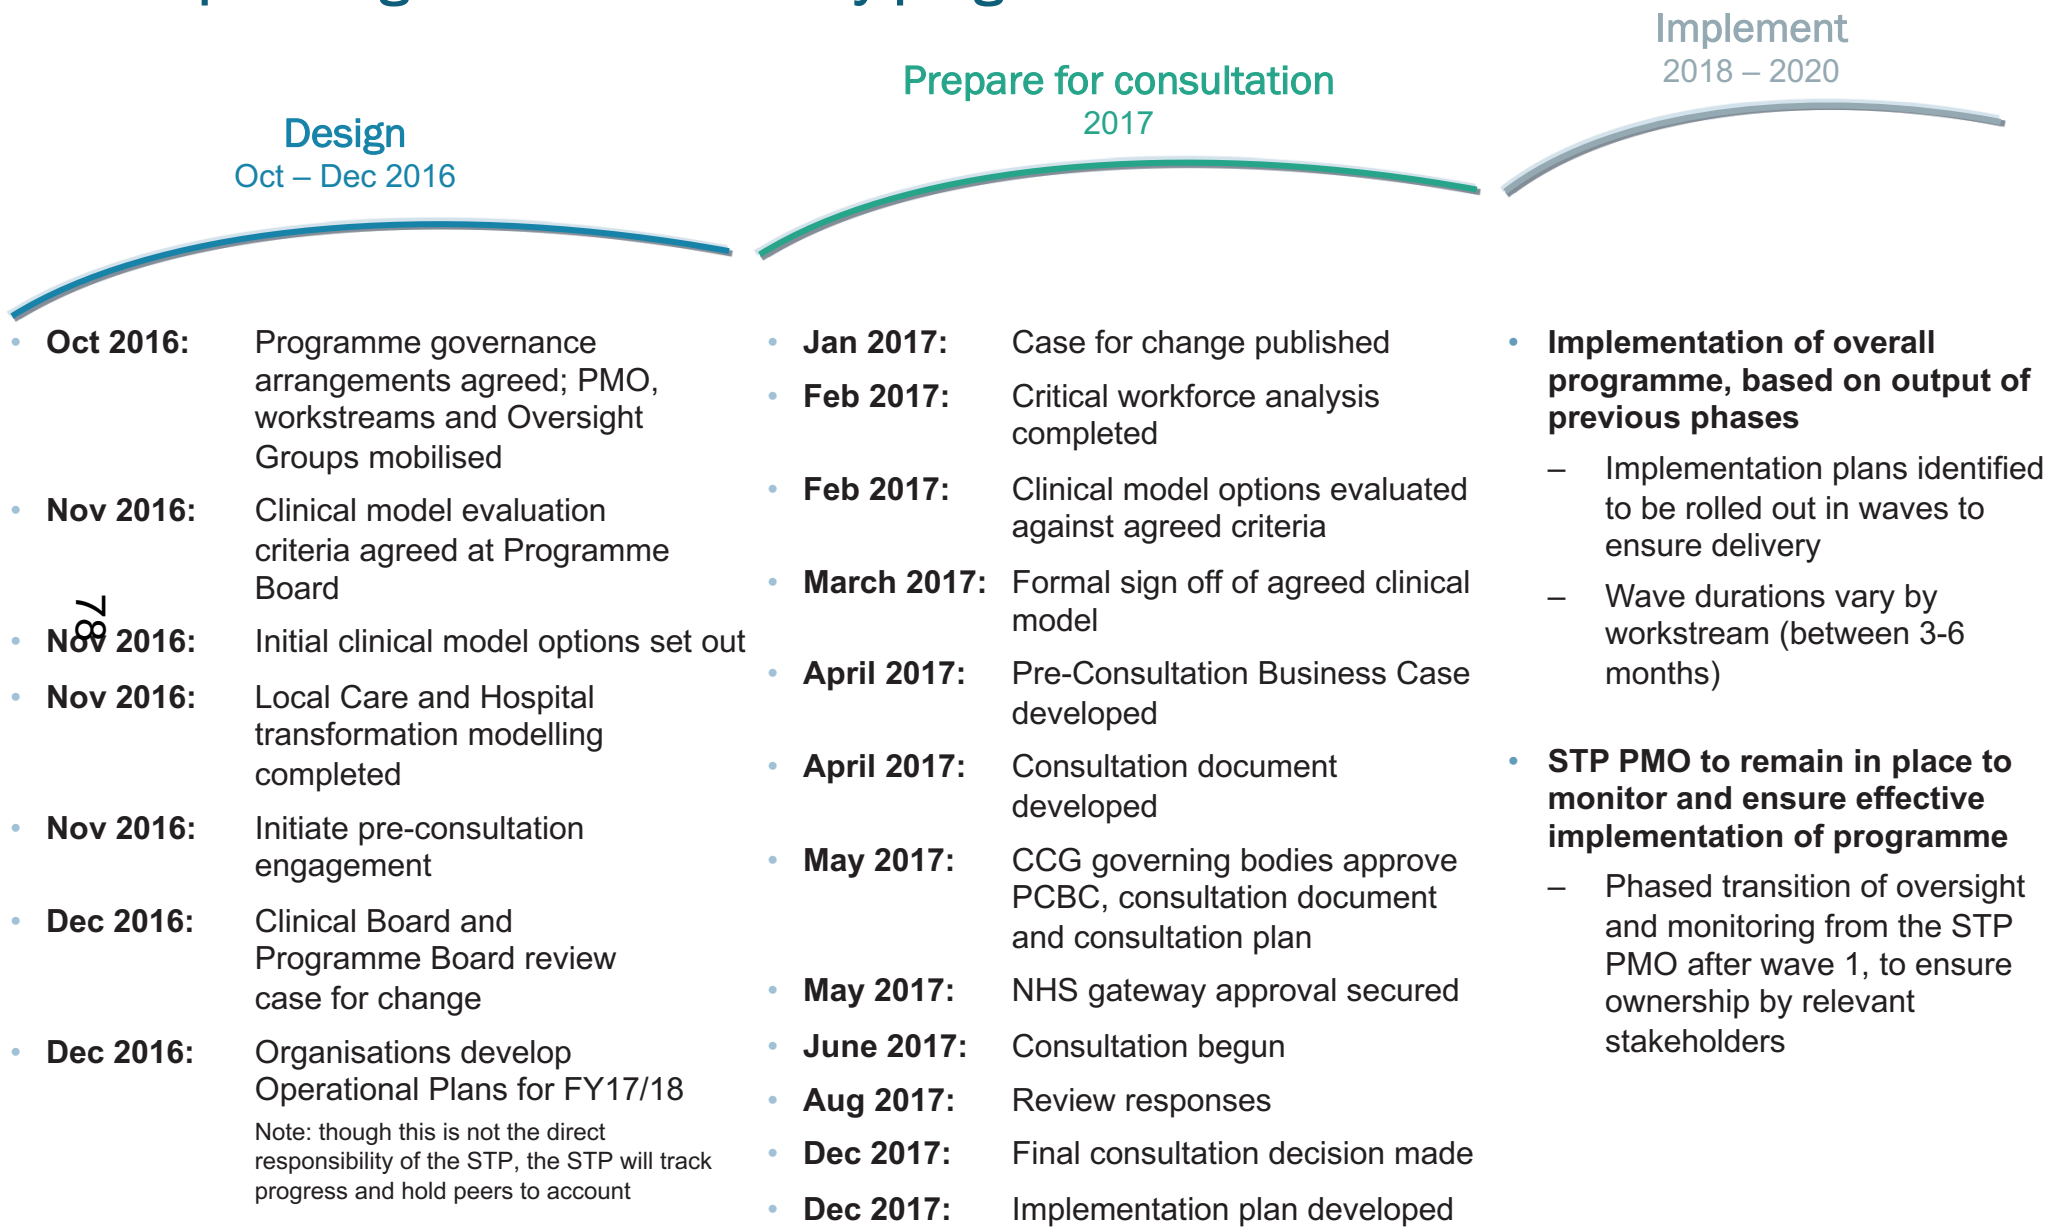 Design
Oct – Dec 2016
• Oct 2016: Programme governance
arrangements agreed; PMO,
workstreams and Oversight
Groups mobilised
• Nov 2016: Clinical model evaluation
criteria agreed at Programme
Board
78
• Nov 2016: Initial clinical model options set out
• Nov 2016: Local Care and Hospital
transformation modelling
completed
• Nov 2016: Initiate pre-consultation
engagement
• Dec 2016: Clinical Board and
Programme Board review
case for change
• Dec 2016: Organisations develop
Operational Plans for FY17/18
Note: though this is not the direct
responsibility of the STP, the STP will track
progress and hold peers to account
Prepare for consultation
2017
• Jan 2017: Case for change published
• Feb 2017: Critical workforce analysis
completed
• Feb 2017: Clinical model options evaluated
against agreed criteria
• March 2017: Formal sign off of agreed clinical
model
• April 2017: Pre-Consultation Business Case
developed
• April 2017: Consultation document
developed
• May 2017: CCG governing bodies approve
PCBC, consultation document
and consultation plan
• May 2017: NHS gateway approval secured
• June 2017: Consultation begun
• Aug 2017: Review responses
• Dec 2017: Final consultation decision made
• Dec 2017: Implementation plan developed
Implement
2018 – 2020
• Implementation of overall
programme, based on output of
previous phases
– Implementation plans identified
to be rolled out in waves to
ensure delivery
– Wave durations vary by
workstream (between 3-6
months)
• STP PMO to remain in place to
monitor and ensure effective
implementation of programme
– Phased transition of oversight
and monitoring from the STP
PMO after wave 1, to ensure
ownership by relevant
stakeholders